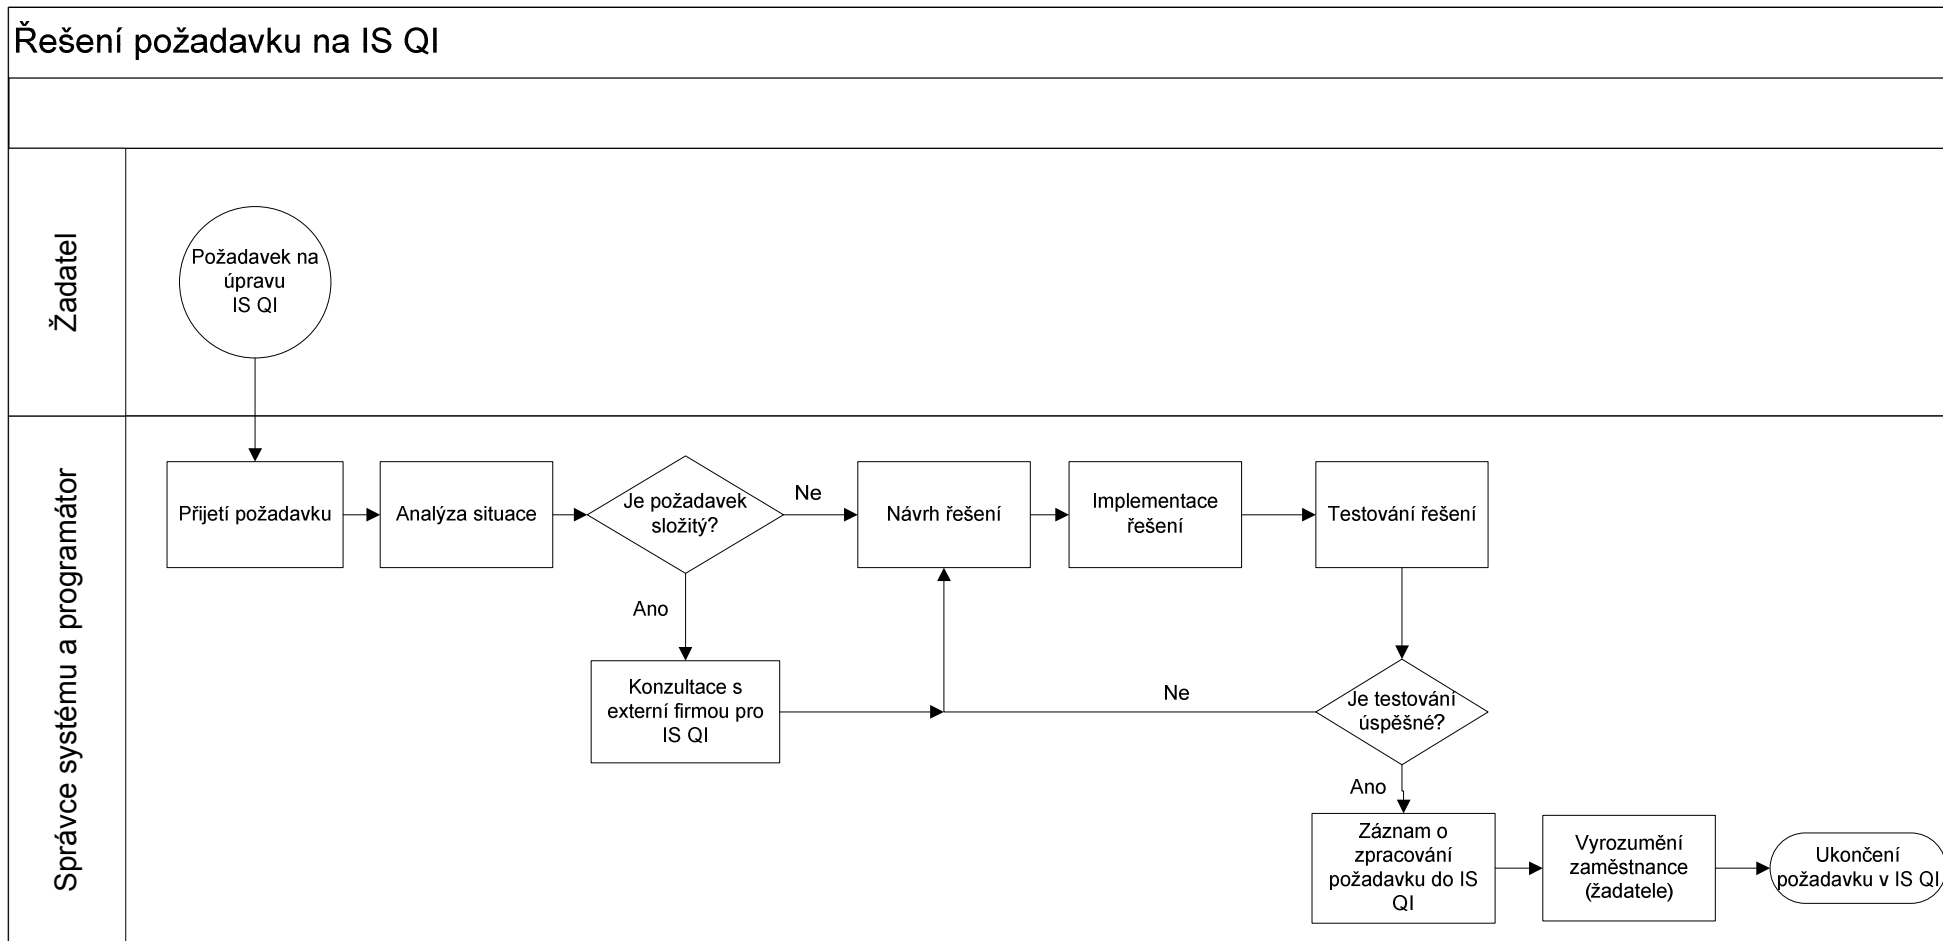 Řešení požadavku na IS QI
Žadatel
Požadavek na
úpravu
IS QI
Správce systému a programátor
Přijetí požadavku
Analýza situace
Je požadavek
složitý?
Ne
Návrh řešení
Implementace
řešení
Testování řešení
Ano
Konzultace s
externí firmou pro
IS QI
Ne
Je testování
úspěšné?
Ano
Záznam o
zpracování
požadavku do IS
QI
Vyrozumění
zaměstnance
(žadatele)
Ukončení
požadavku v IS QI